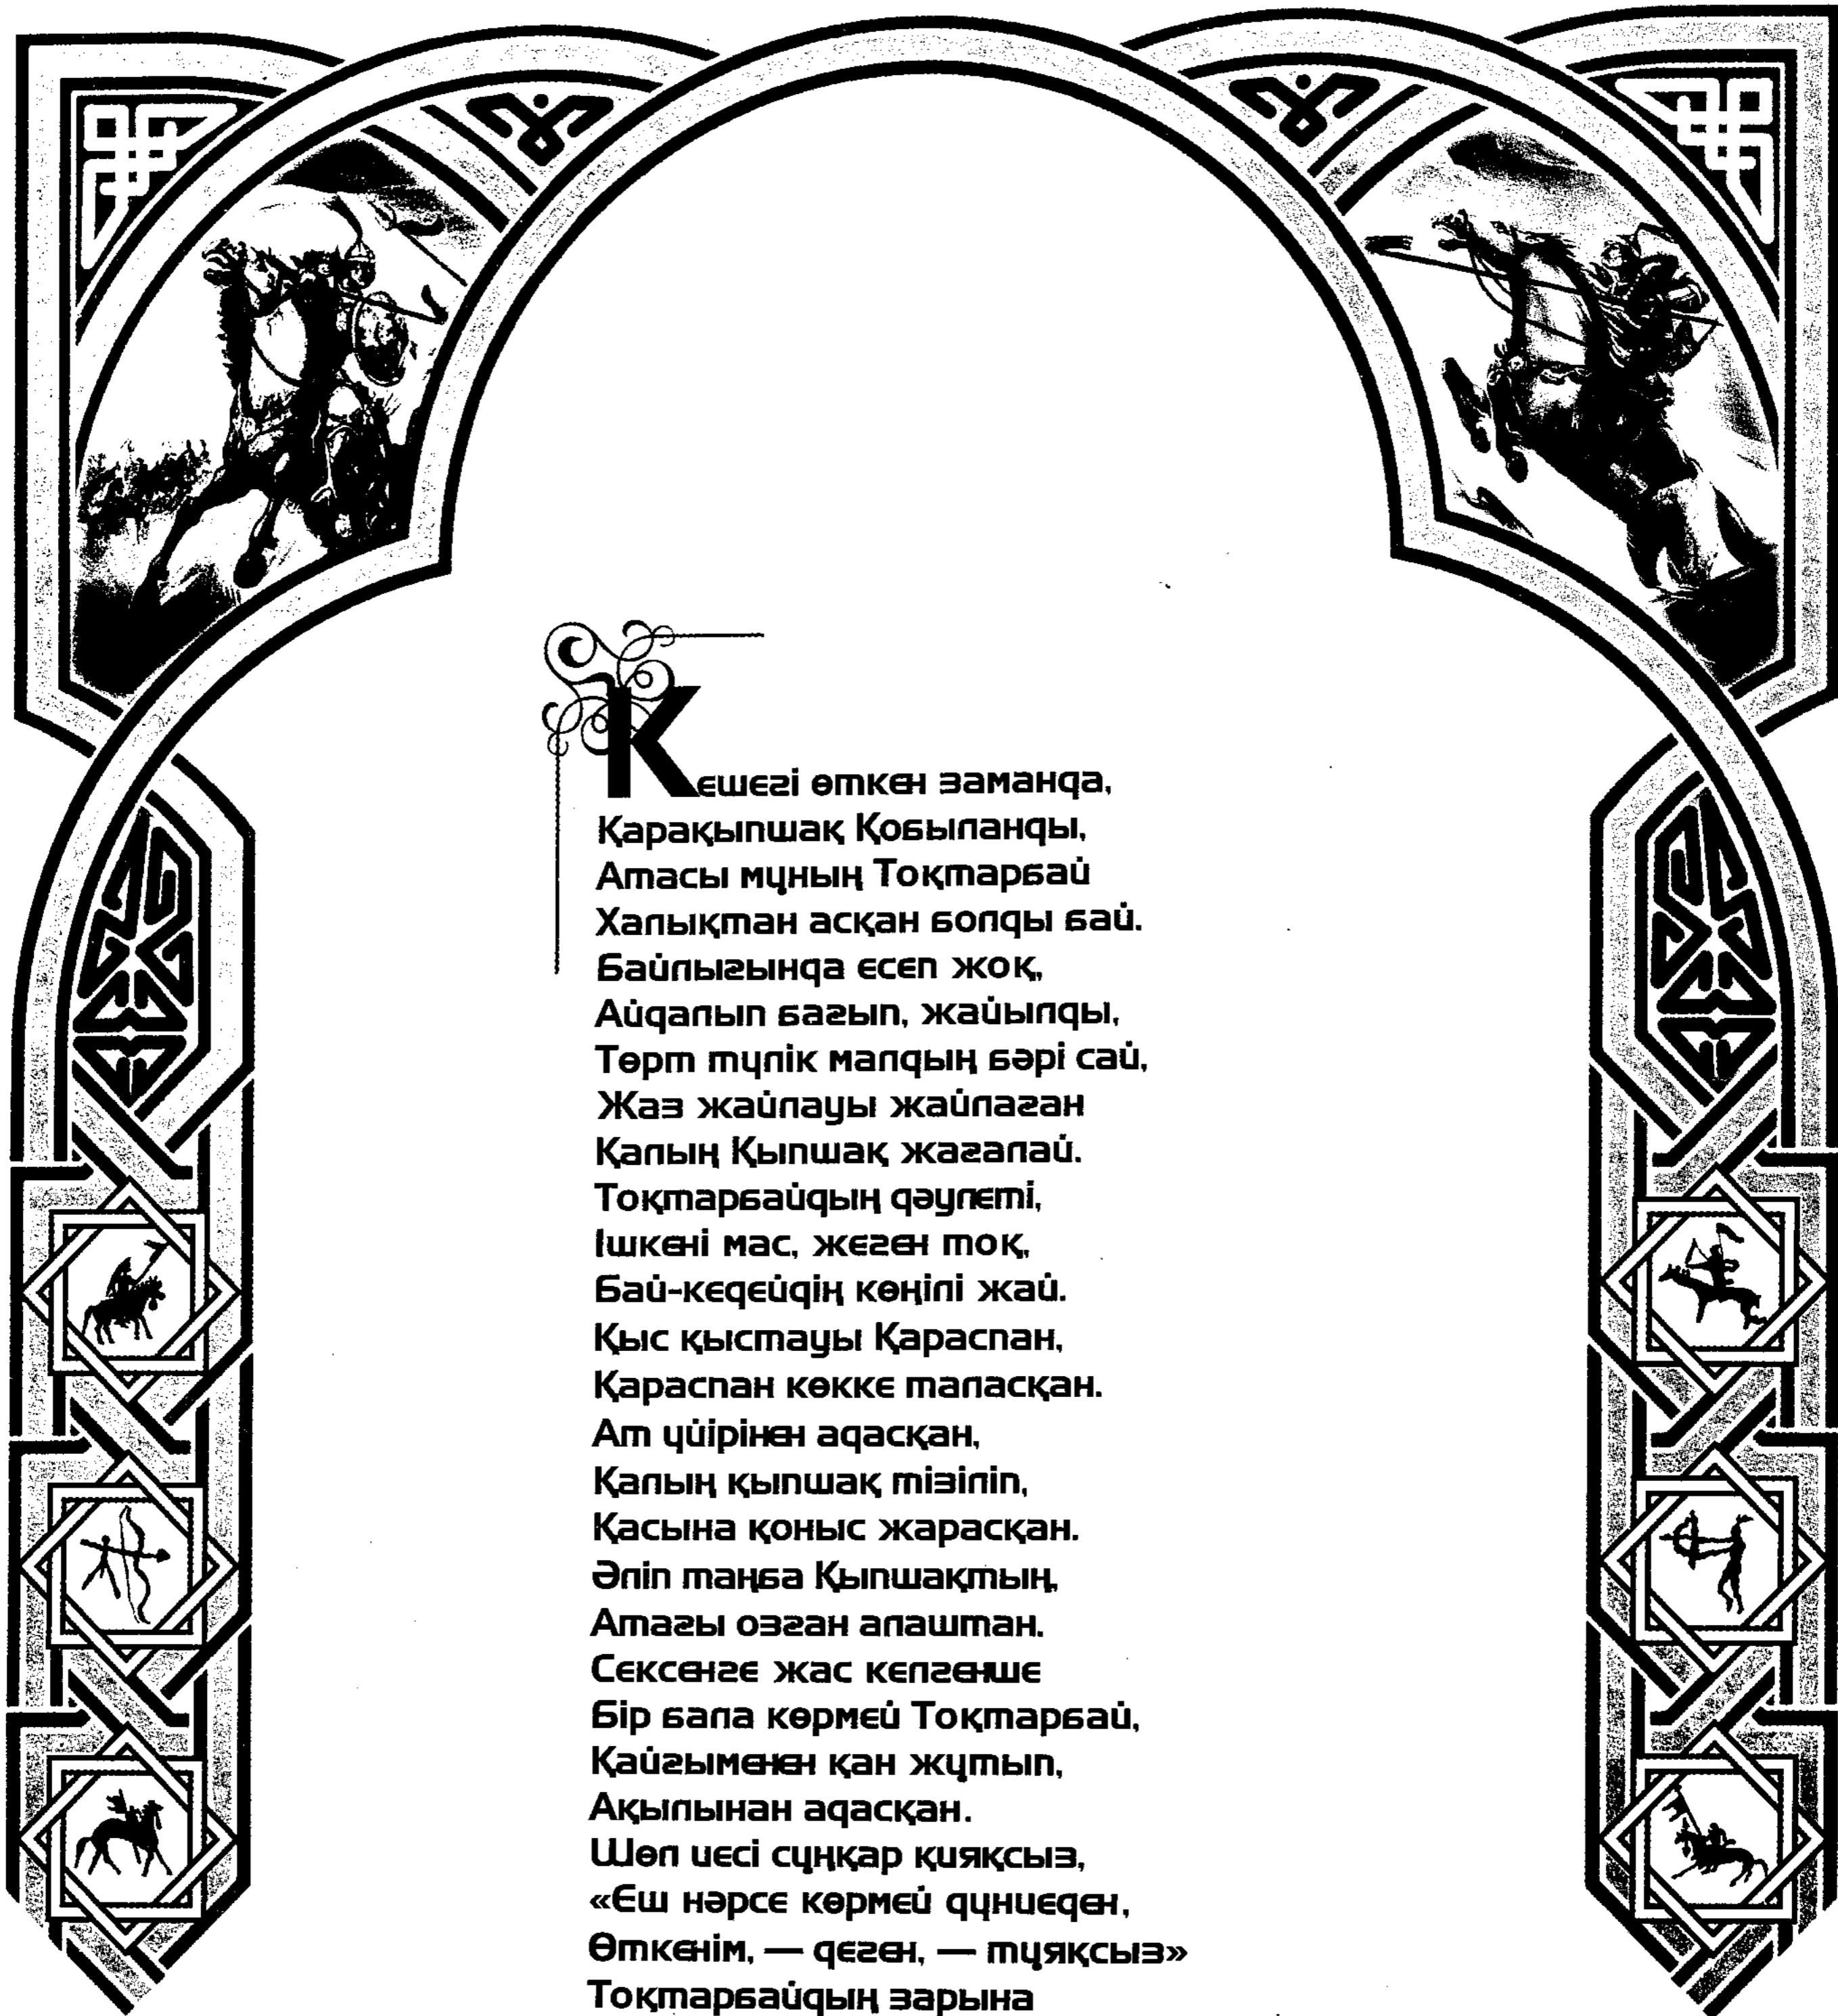 Кешегі өткен заманда,
Қарақыпшақ Қобыланды,
Атасы мұның Тоқтарбай
Халықтан асқан болды бай.
Байлығында есеп жоқ,
Айдалып бағып, жайылды,
Төрт түлік малдың бәрі сай,
Жаз жайлауы жайлаған
Қалың Қыпшақ жағалай.
Тоқтарбайдың дәулеті,
Ішкені мас, жеген тоқ,
Бай-кедейдің көңілі жай.
Қыс қыстауы Қараспан,
Қараспан көкке таласқан.
Ат үйірінен адасқан,
Қалың қыпшақ тізіліп,
Қасына қоныс жарасқан.
Әліп таңба Қыпшақтың,
Атағы озған алаштан.
Сексенге жас келгенше
Бір бала көрмей Тоқтарбай,
Қайғыменен қан жұтып,
Ақылынан адасқан.
Шөл иесі сұңқар қияқсыз,
«Еш нәрсе көрмей дүниеден,
Өткенім, — деген, — тұяқсыз»
Тоқтарбайдың зарына